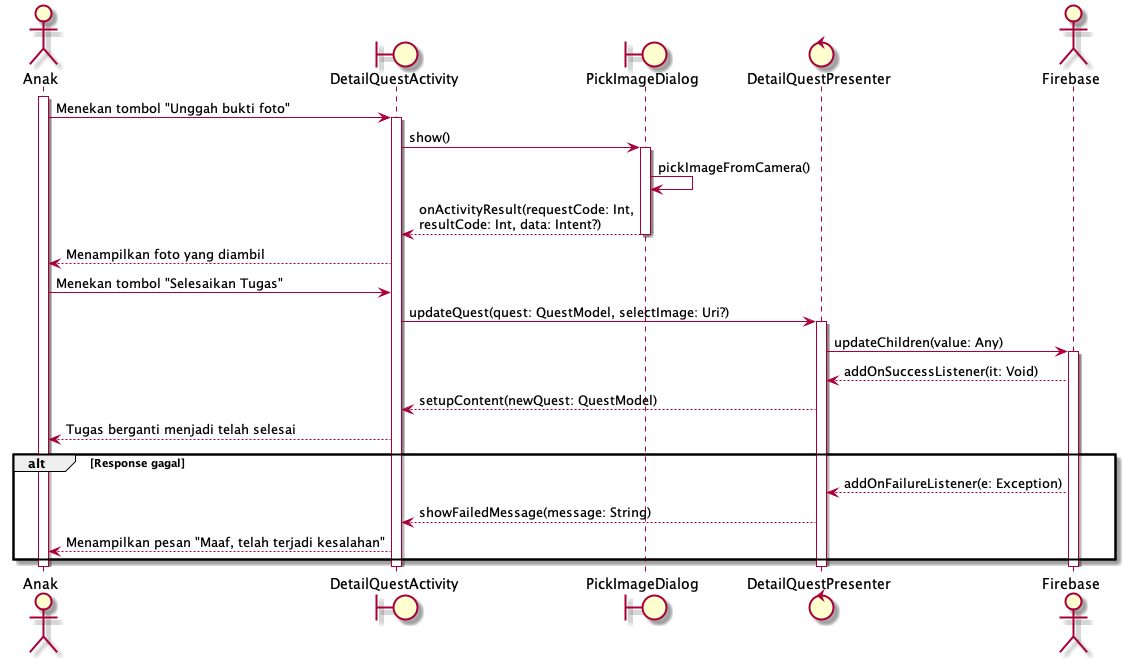 Anak
DetailQuestActivity
PickImageDialog
DetailQuestPresenter
Firebase
Menekan tombol "Unggah bukti foto"
show()
pickImageFromCamera()
onActivityResult(requestCode: Int,
resultCode: Int, data: Intent?)
Menampilkan foto yang diambil
Menekan tombol "Selesaikan Tugas"
updateQuest(quest: QuestModel, selectImage: Uri?)
updateChildren(value: Any)
addOnSuccessListener(it: Void)
setupContent(newQuest: QuestModel)
Tugas berganti menjadi telah selesai
alt
[Response gagal]
addOnFailureListener(e: Exception)
showFailedMessage(message: String)
Menampilkan pesan "Maaf, telah terjadi kesalahan"
Anak
DetailQuestActivity
PickImageDialog
DetailQuestPresenter
Firebase